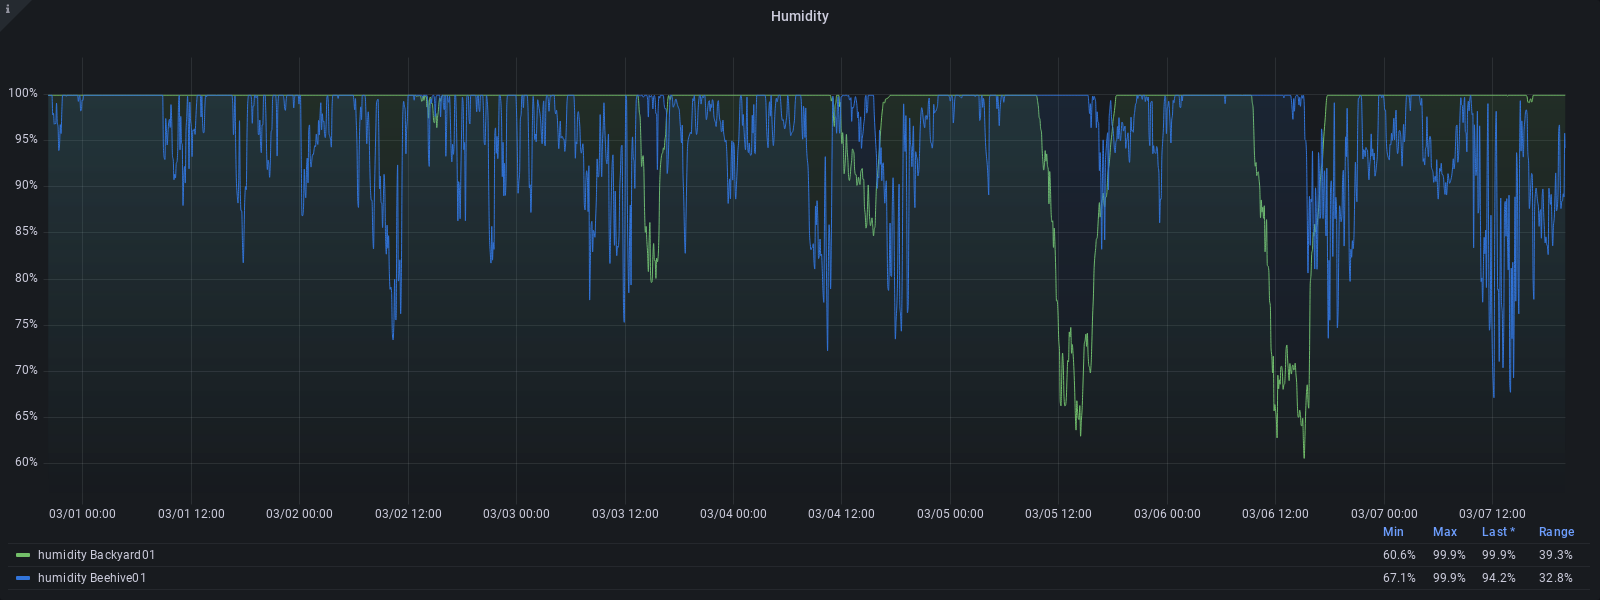 i
Humidity
100%
95%
90%
85%
80%
75%
70%
65%
60%
03/01 00:00 03/01 12:00 03/02 00:00 03/02 12:00 03/03 00:00 03/03 12:00 03/04 00:00 03/04 12:00 03/05 00:00 03/05 12:00 03/06 00:00 03/06 12:00 03/07 00:00 03/07 12:00
Min Max Last * Range
humidity Backyard01 60.6% 99.9% 99.9% 39.3%
humidity Beehive01 67.1% 99.9% 94.2% 32.8%